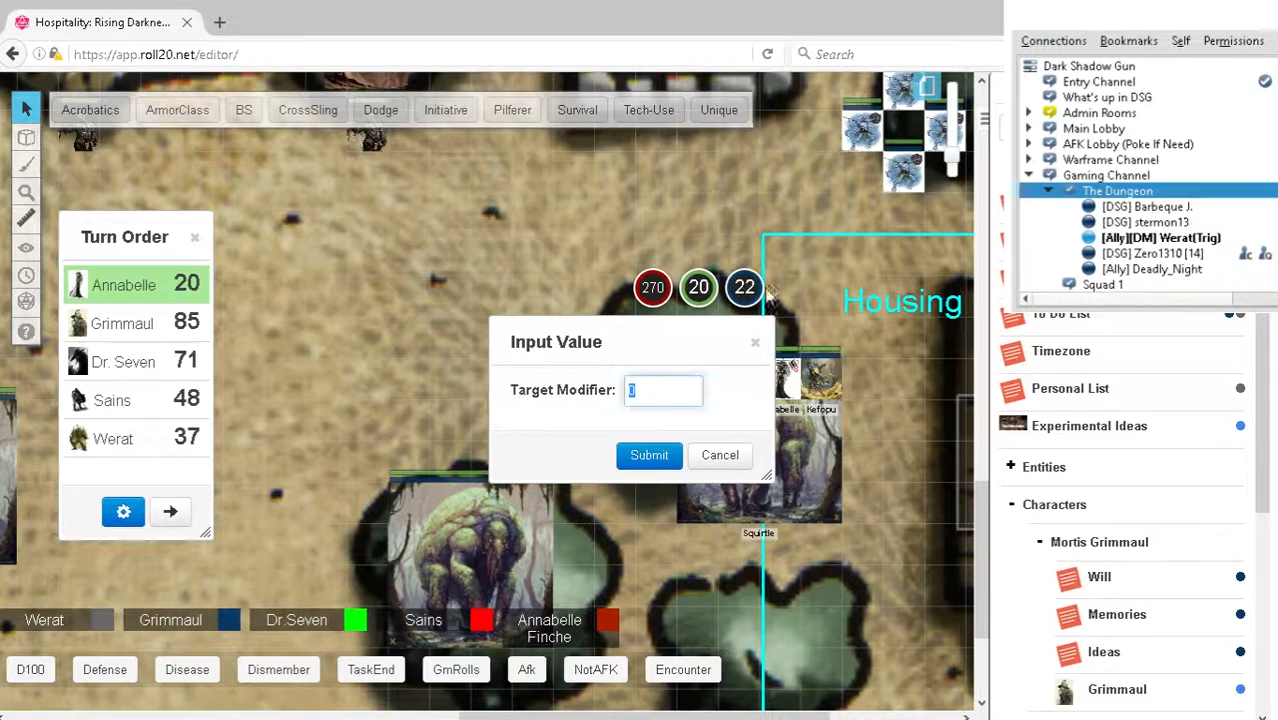 Hospitality: Rising Darkne...
https://app.roll20.net/editor/
Search
Acrobatics
ArmorClass
BS
CrossSling
Dodge
Initiative
Pilferer
Survival
Tech-Use
Unique
Turn Order
Annabelle 20
Grimmaul 85
Dr. Seven 71
Sains 48
Werat 37
270
20
22
Input Value
Target Modifier: 0
Submit
Cancel
Housing
Kefopu
Squirtle
Werat
Grimmaul
Dr.Seven
Sains
Annabelle
Finche
D100
Defense
Disease
Dismember
TaskEnd
GmRolls
Afk
NotAFK
Encounter
Connections
Bookmarks
Self
Permissions
Dark Shadow Gun
Entry Channel
What's up in DSG
Admin Rooms
Main Lobby
AFK Lobby (Poke If Need)
Warframe Channel
Gaming Channel
The Dungeon
[DSG] Barbeque J.
[DSG] stermon13
[Ally][DM] Werat(Trig)
[DSG] Zero1310 [14]
[Ally] Deadly_Night
Squad 1
To Do List
Timezone
Personal List
Experimental Ideas
Entities
Characters
Mortis Grimmaul
Will
Memories
Ideas
Grimmaul